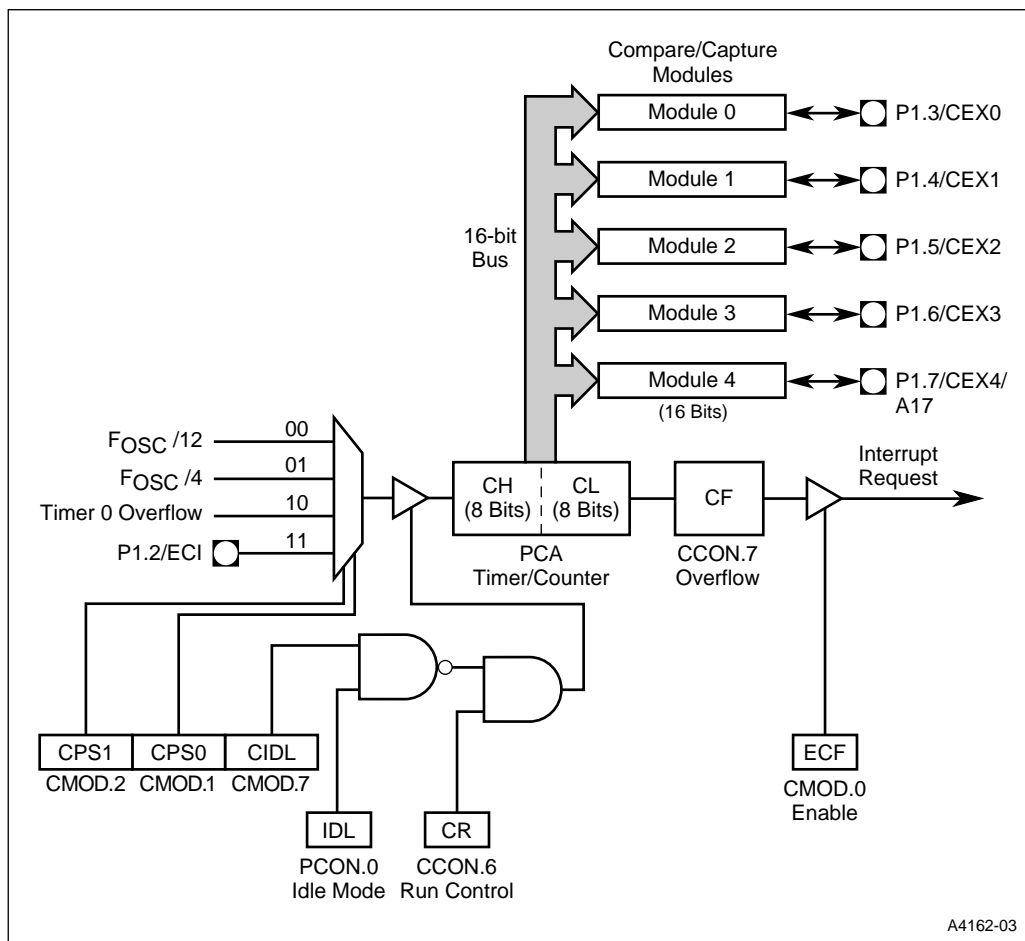 Compare/Capture
Modules
Module 0
P1.3/CEX0
Module 1
P1.4/CEX1
16-bit
Bus
Module 2
P1.5/CEX2
Module 3
P1.6/CEX3
Module 4
(16 Bits)
P1.7/CEX4/
A17
FOSC /12
00
FOSC /4
01
Timer 0 Overflow
10
P1.2/ECI
11
CH
(8 Bits)
CL
(8 Bits)
PCA
Timer/Counter
CF
CCON.7
Overflow
Interrupt
Request
CPS1
CPS0
CIDL
CMOD.2
CMOD.1
CMOD.7
IDL
PCON.0
Idle Mode
CR
CCON.6
Run Control
ECF
CMOD.0
Enable
A4162-03